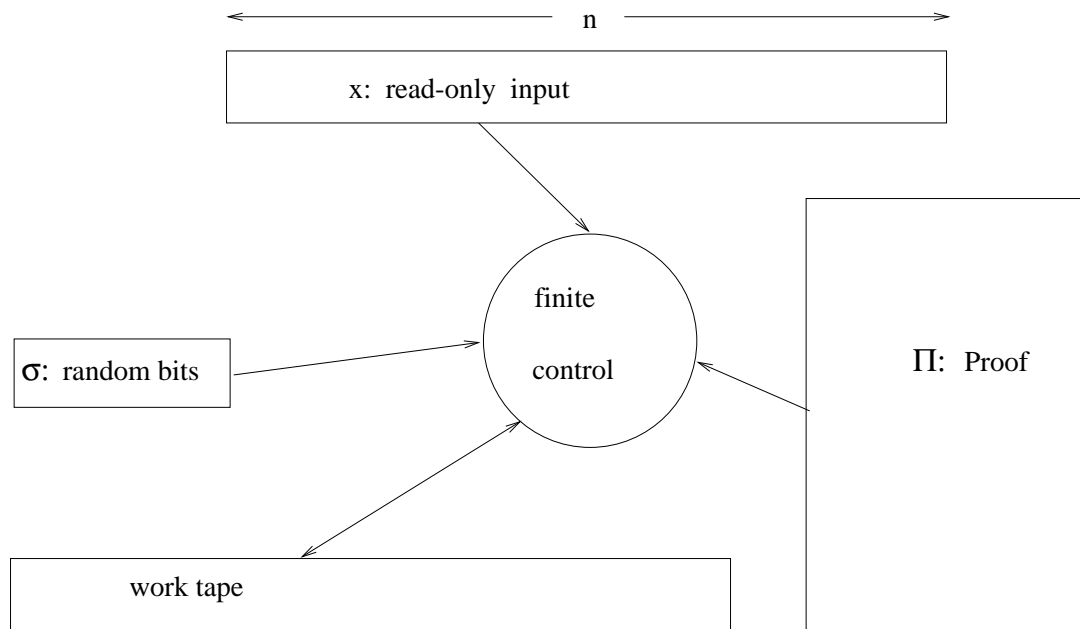 n
x: read-only input
finite
control
σ: random bits
Π: Proof
work tape